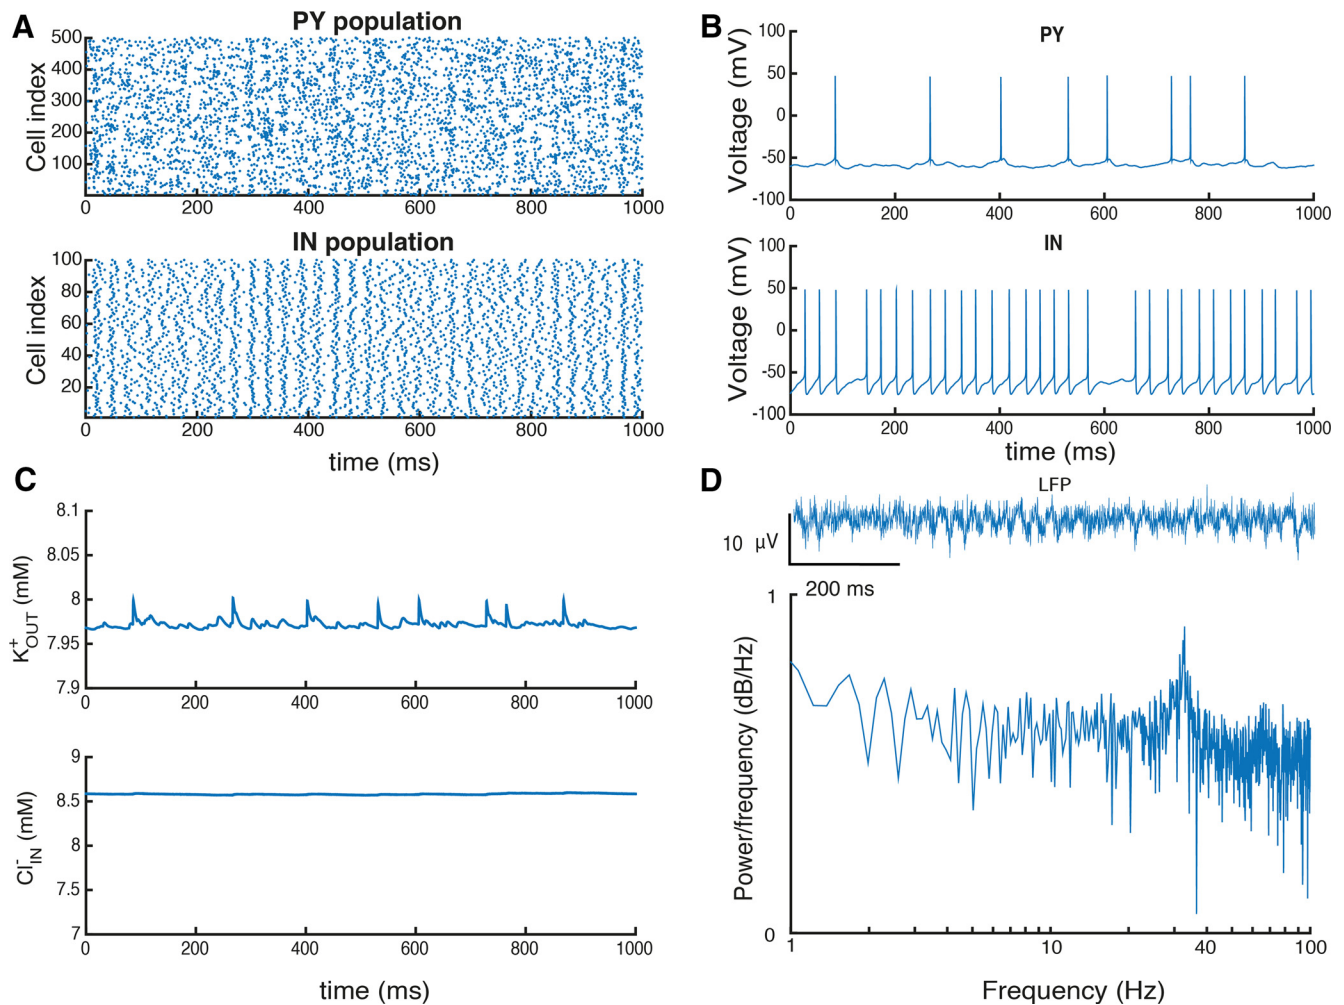 A
PY population
Cell index
500
400
300
200
100
0 200 400 600 800 1000
IN population
Cell index
100
80
60
40
20
0 200 400 600 800 1000
time (ms)
B
PY
Voltage (mV)
100
50
0
-50
-100
0 200 400 600 800 1000
IN
Voltage (mV)
100
50
0
-50
-100
0 200 400 600 800 1000
time (ms)
C
K+OUT (mM)
8.1
8.05
8
7.95
7.9
0 200 400 600 800 1000
Cl-IN (mM)
9
8.5
8
7.5
7
0 200 400 600 800 1000
time (ms)
D
LFP
10 μV
200 ms
Power/frequency (dB/Hz)
1
0
1 10 40 100
Frequency (Hz)